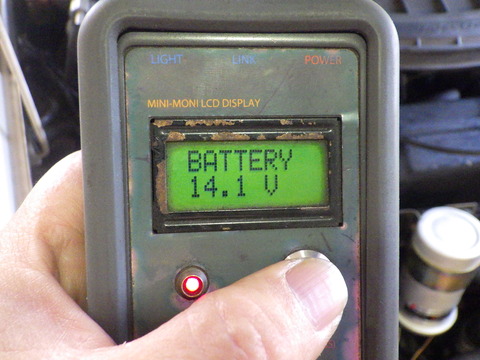 LIGHT LINK POWER
MINI-MONI LCD DISPLAY
BATTERY
14.1 V